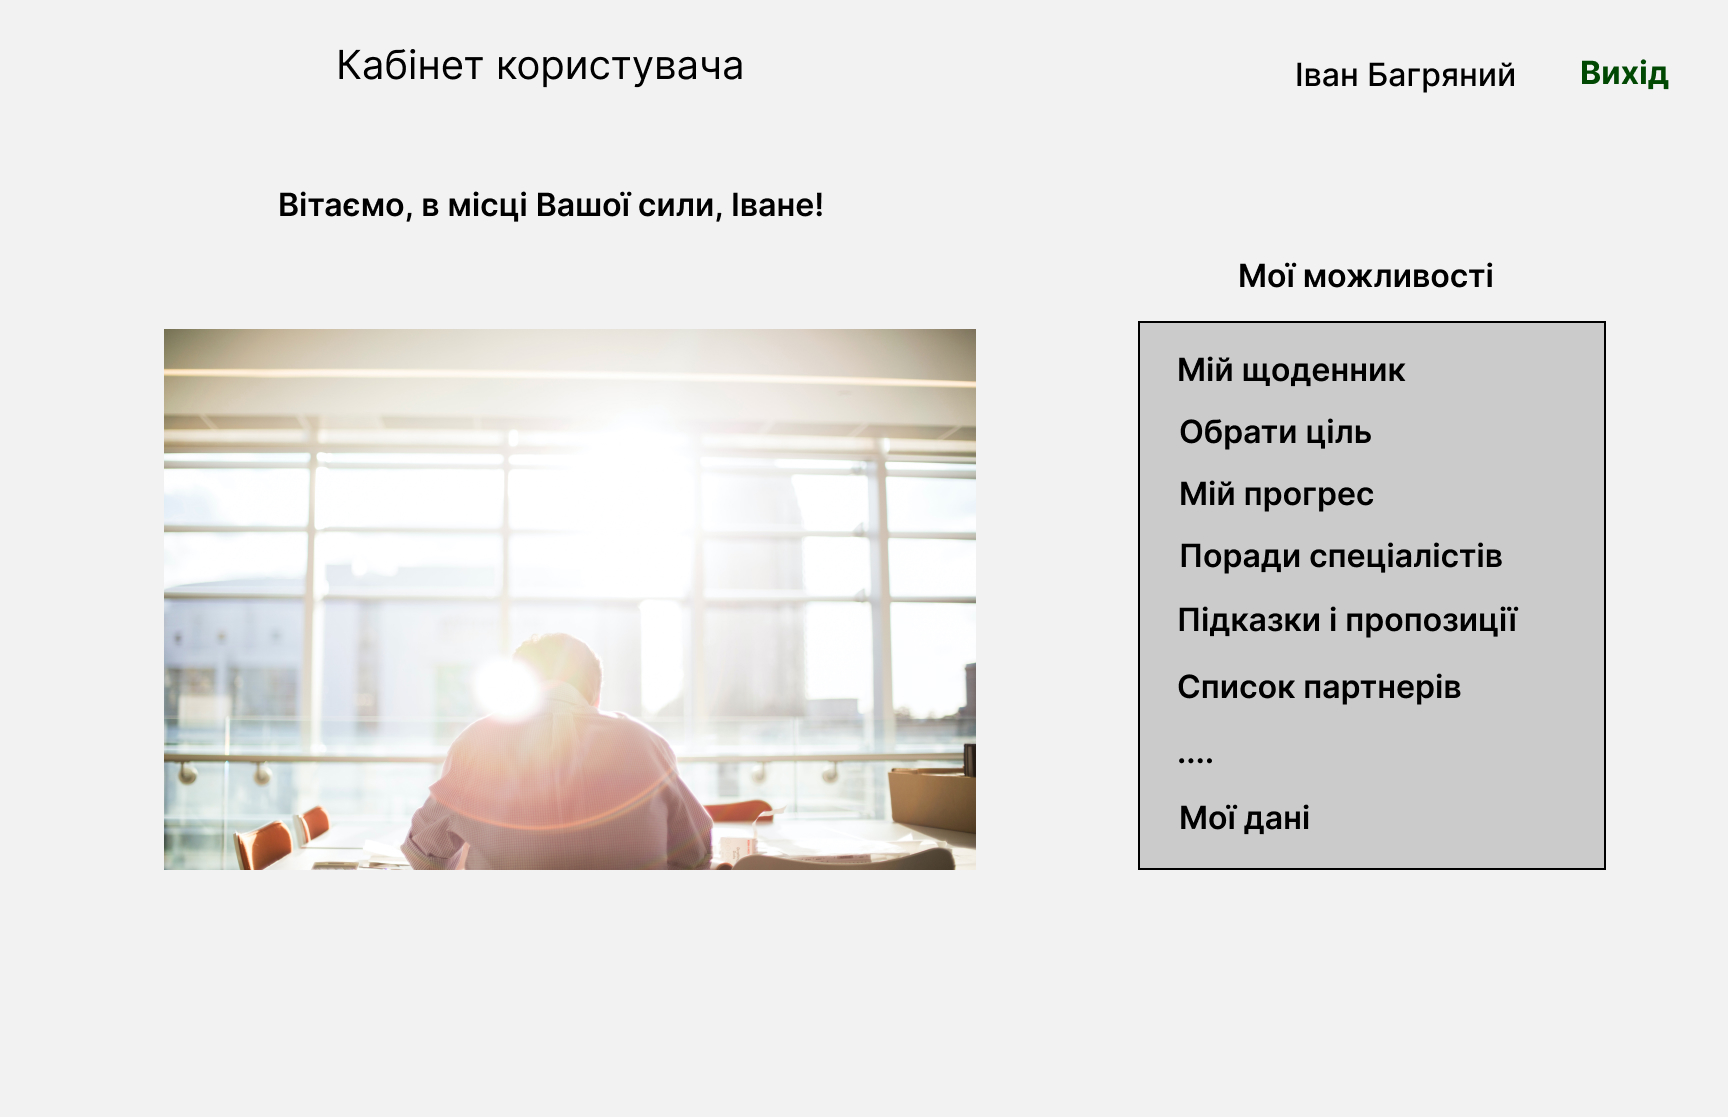 Кабінет користувача
Іван Багряний
Вихід
Вітаємо, в місці Вашої сили, Іване!
Мої можливості
Мій щоденник
Обрати ціль
Мій прогрес
Поради спеціалістів
Підказки і пропозиції
Список партнерів
....
Мої дані